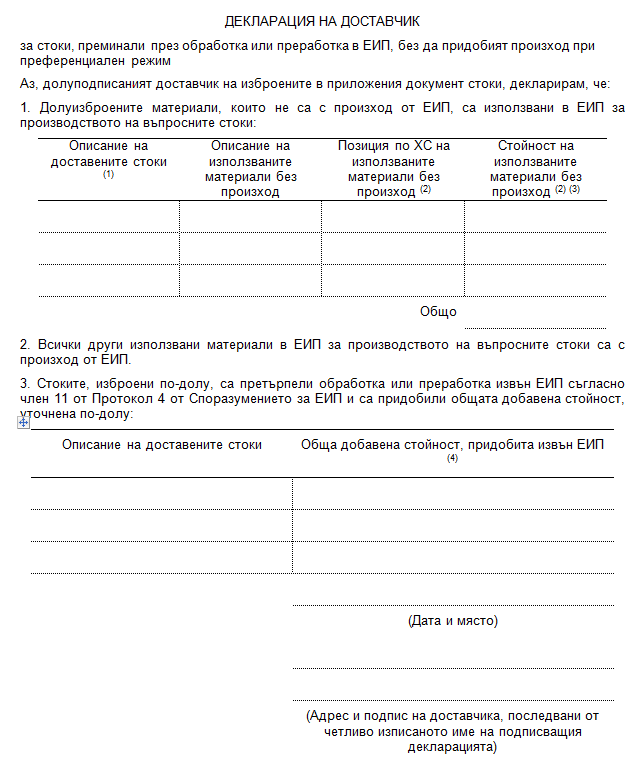 ДЕКЛАРАЦИЯ НА ДОСТАВЧИК
за стоки, преминали през обработка или преработка в ЕИП, без да придобият произход при
преференциален режим
Аз, долуподписаният доставчик на изброените в приложения документ стоки, декларирам, че:
1. Долуизброените материали, които не са с произход от ЕИП, са използвани в ЕИП за
производството на въпросните стоки:
Описание на
доставените стоки
(1)
Описание на
използваните
материали без
произход
Позиция по ХС на
използваните
материали без
произход (2)
Стойност на
използваните
материали без
произход (2) (3)
Общо
2. Всички други използвани материали в ЕИП за производството на въпросните стоки са с
произход от ЕИП.
3. Стоките, изброени по-долу, са претърпели обработка или преработка извън ЕИП съгласно
член 11 от Протокол 4 от Споразумението за ЕИП и са придобили общата добавена стойност,
уточнена по-долу:
Описание на доставените стоки
Обща добавена стойност, придобита извън ЕИП
(4)
(Дата и място)
(Адрес и подпис на доставчика, последвани от
четливо изписаното име на подписващия
декларацията)